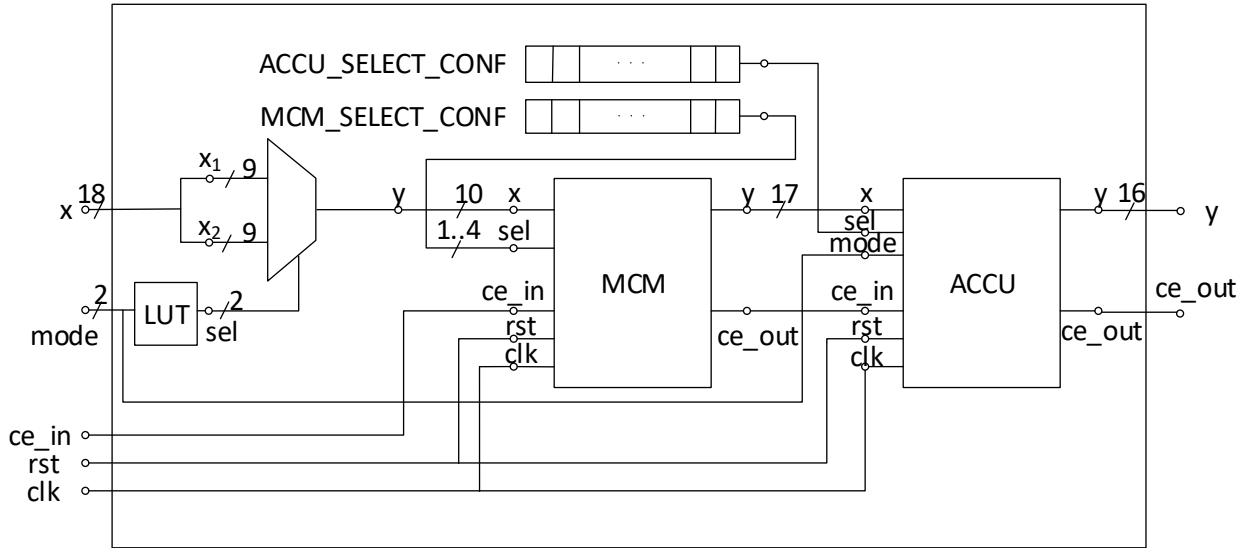 ACCU_SELECT_CONF . . .
MCM_SELECT_CONF . . .
x₁ 9
x 18
x₂ 9
y 10 x
1..4 sel
y 17 x
sel
mode
y 16 y
MCM
ACCU
2 LUT 2
mode sel
ce_in
rst
clk
ce_out
ce_in
rst
clk
ce_out
ce_out
ce_in
rst
clk